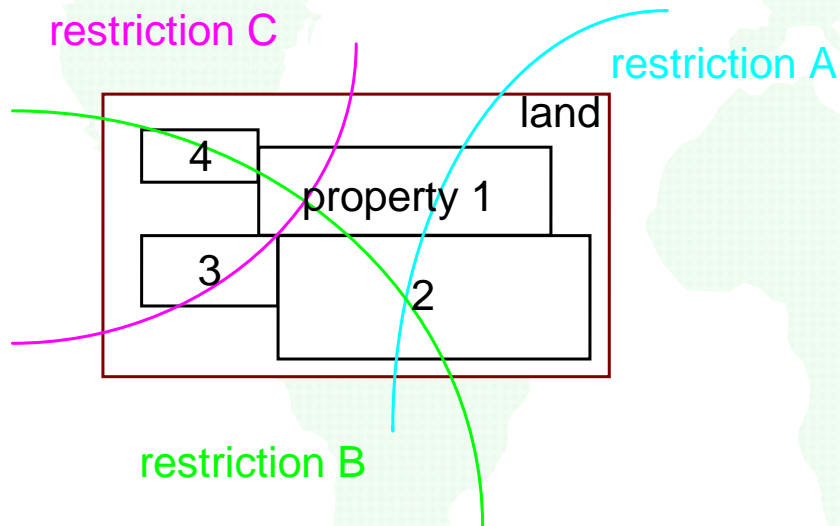 restriction C
restriction A
land
4
property 1
3
2
restriction B